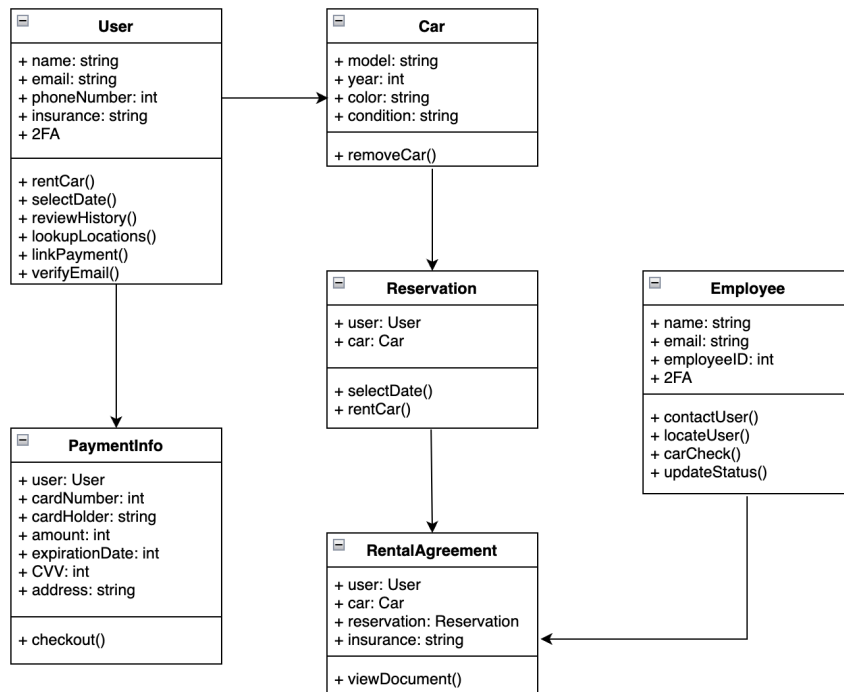 User
+ name: string
+ email: string
+ phoneNumber: int
+ insurance: string
+ 2FA
+ rentCar()
+ selectDate()
+ reviewHistory()
+ lookupLocations()
+ linkPayment()
+ verifyEmail()
Car
+ model: string
+ year: int
+ color: string
+ condition: string
+ removeCar()
Reservation
+ user: User
+ car: Car
+ selectDate()
+ rentCar()
Employee
+ name: string
+ email: string
+ employeeID: int
+ 2FA
+ contactUser()
+ locateUser()
+ carCheck()
+ updateStatus()
PaymentInfo
+ user: User
+ cardNumber: int
+ cardHolder: string
+ amount: int
+ expirationDate: int
+ CVV: int
+ address: string
+ checkout()
RentalAgreement
+ user: User
+ car: Car
+ reservation: Reservation
+ insurance: string
+ viewDocument()